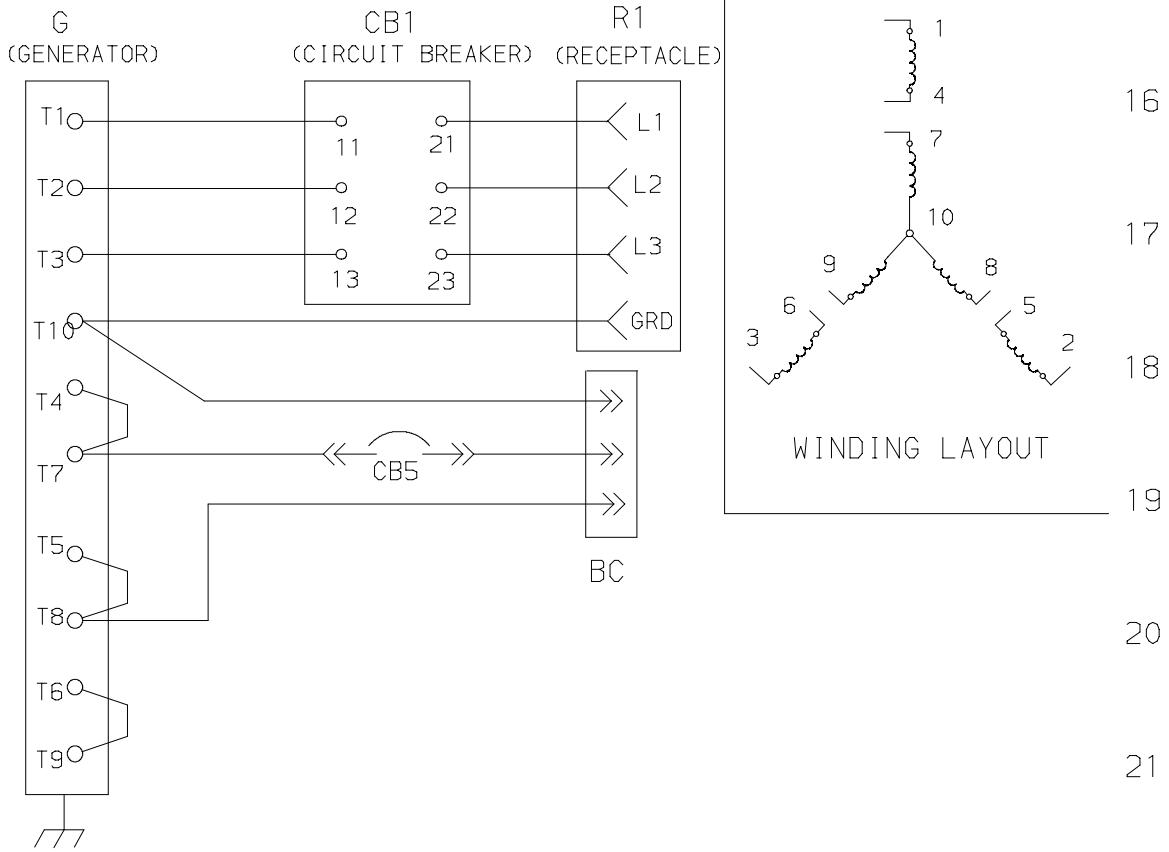 G
(GENERATOR)
CB1
(CIRCUIT BREAKER)
R1
(RECEPTACLE)
T1
11
21
L1
T2
12
22
L2
T3
13
23
L3
T10
GRD
T4
T7
CB5
T5
BC
T8
T6
T9
1
4
7
10
9
8
6
5
3
2
WINDING LAYOUT
16
17
18
19
20
21